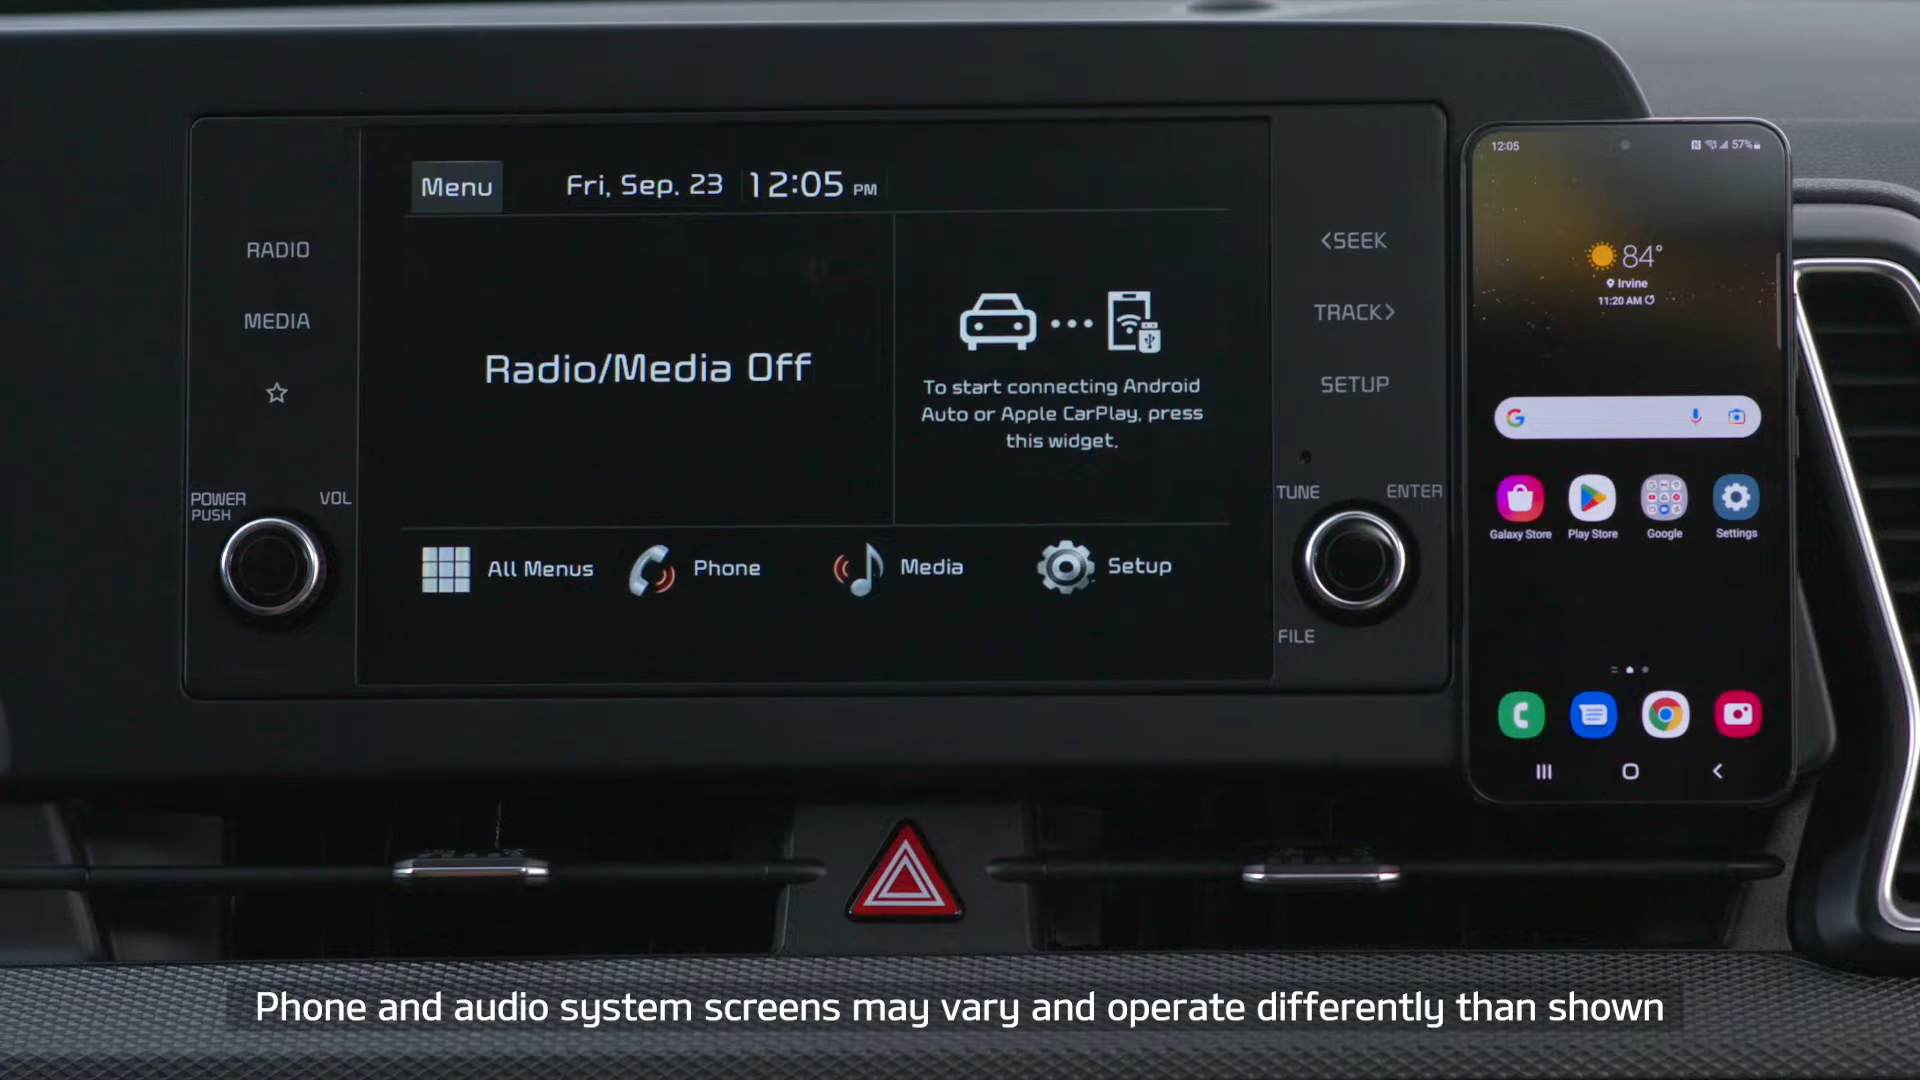 Menu
Fri, Sep. 23
12:05 PM
RADIO
MEDIA
POWER
PUSH
VOL
Radio/Media Off
To start connecting Android
Auto or Apple CarPlay, press
this widget.
All Menus
Phone
Media
Setup
<SEEK
TRACK>
SETUP
TUNE
ENTER
FILE
12:05
57%
84°
Irvine
11:20 AM
G
Galaxy Store
Play Store
Google
Settings
Phone and audio system screens may vary and operate differently than shown